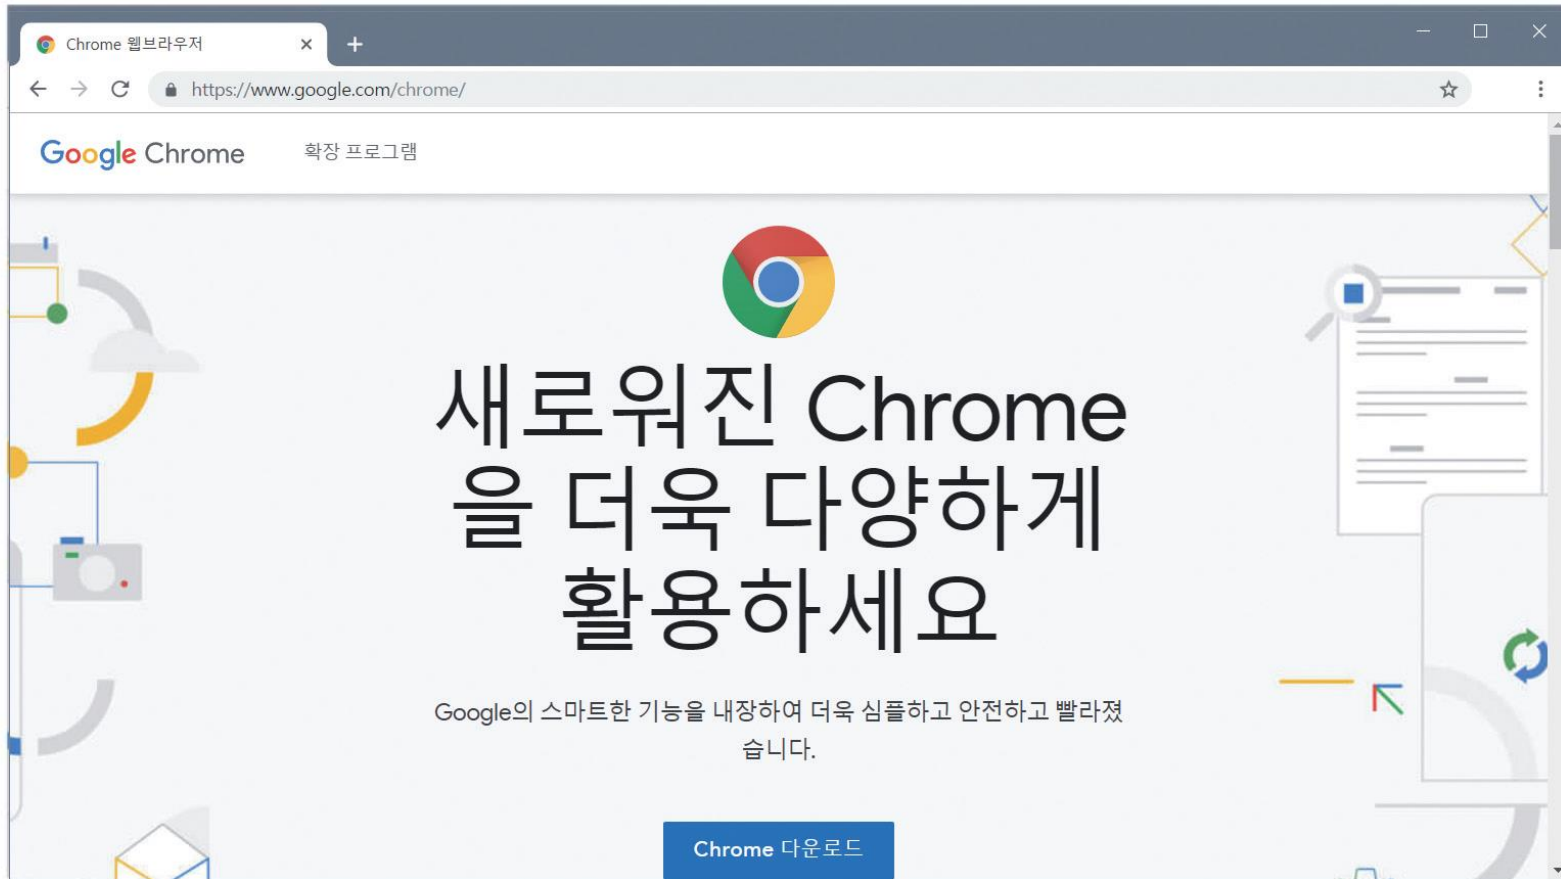 Chrome 웹브라우저
https://www.google.com/chrome/
Google Chrome 확장 프로그램
새로워진 Chrome
을 더욱 다양하게
활용하세요
Google의 스마트한 기능을 내장하여 더욱 심플하고 안전하고 빨라졌
습니다.
Chrome 다운로드